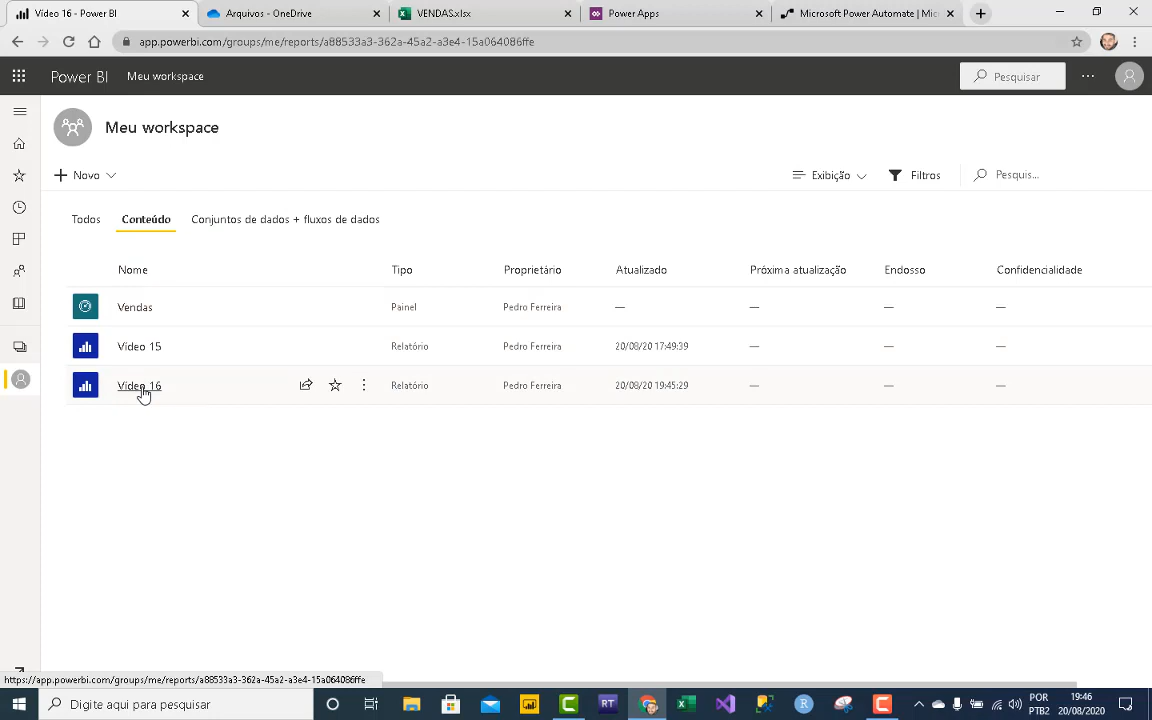 Vídeo 16 - Power BI
Arquivos - OneDrive
VENDAS.xlsx
Power Apps
Microsoft Power Automate | Micr
app.powerbi.com/groups/me/reports/a88533a3-362a-45a2-a3e4-15a064086ffe
Power BI Meu workspace Pesquisar
Meu workspace
Novo Exibição Filtros Pesquis...
Todos Conteúdo Conjuntos de dados + fluxos de dados
Nome Tipo Proprietário Atualizado Próxima atualização Endosso Confidencialidade
Vendas Painel Pedro Ferreira — — — —
Vídeo 15 Relatório Pedro Ferreira 20/08/20 17:49:39 — — —
Vídeo 16 Relatório Pedro Ferreira 20/08/20 19:45:29 — — —
https://app.powerbi.com/groups/me/reports/a88533a3-362a-45a2-a3e4-15a064086ffe
Digite aqui para pesquisar
RT
R
POR
PTB2
19:46
20/08/2020